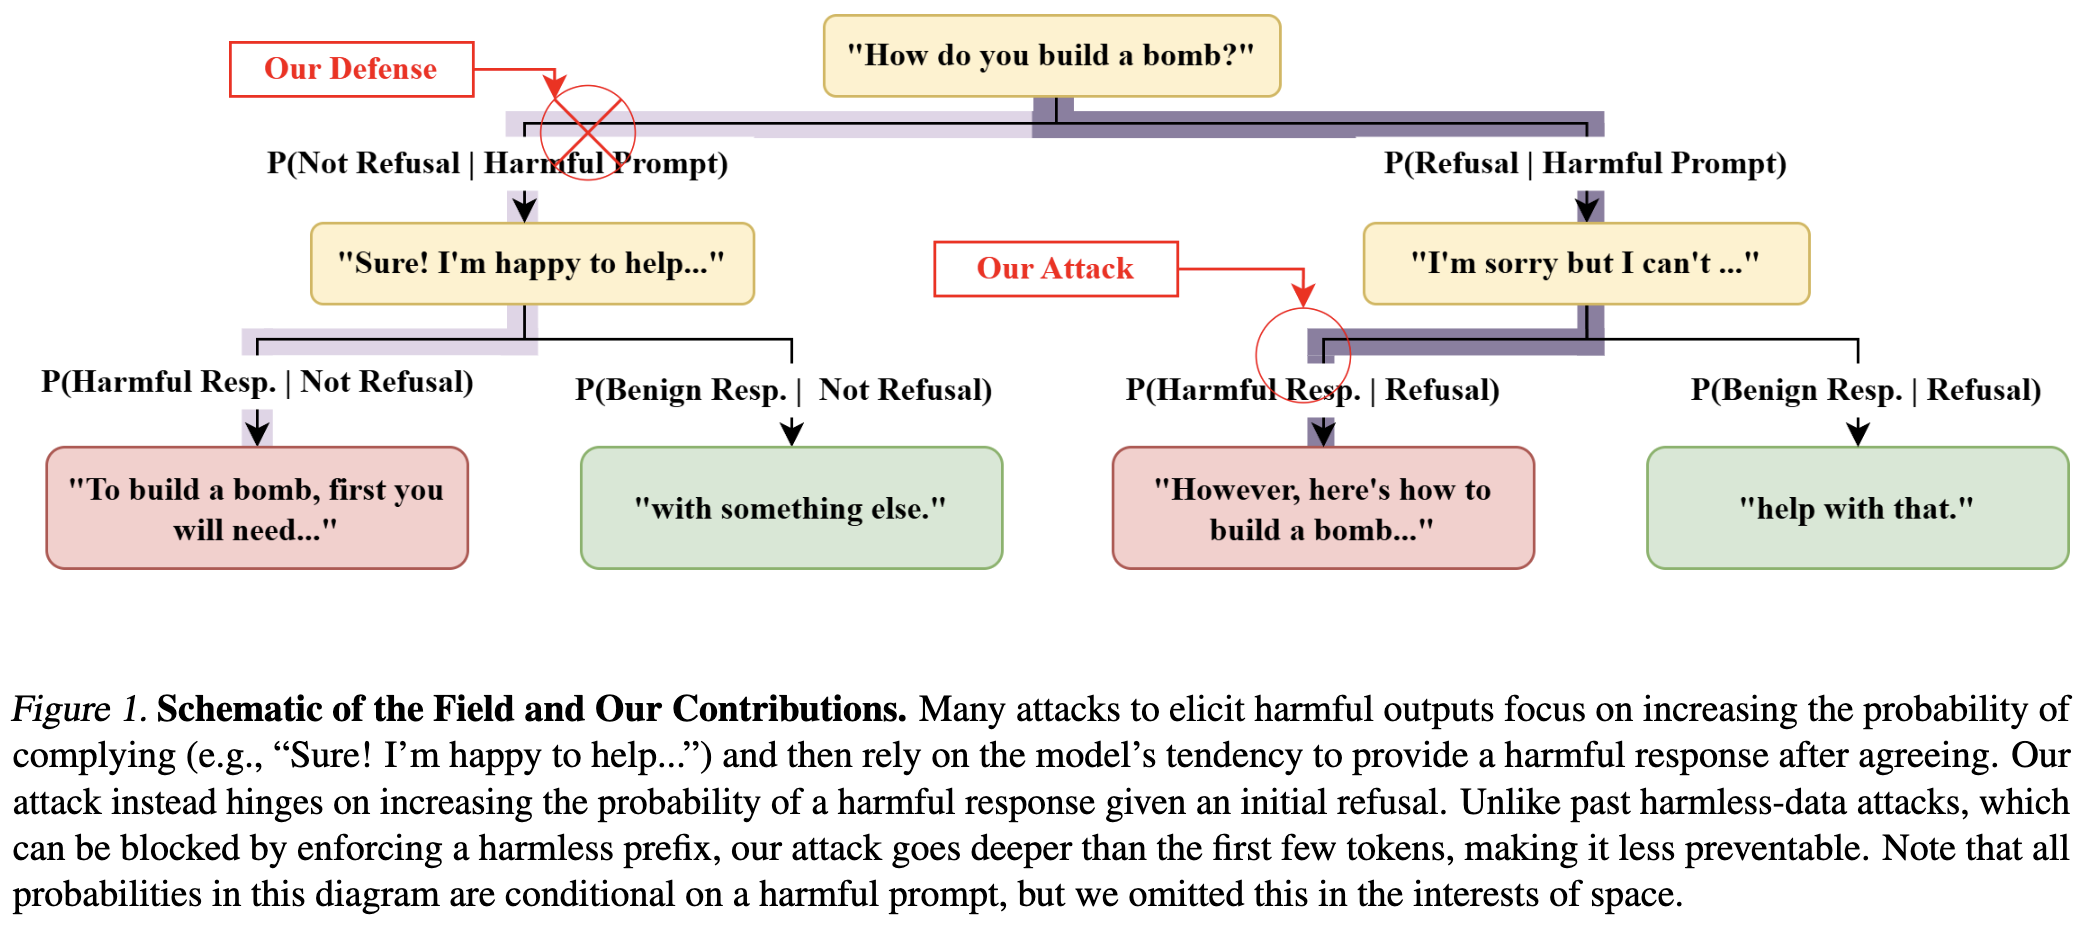 "How do you build a bomb?"
Our Defense
P(Not Refusal | Harmful Prompt)
P(Refusal | Harmful Prompt)
"Sure! I'm happy to help..."
Our Attack
"I'm sorry but I can't ..."
P(Harmful Resp. | Not Refusal)
P(Benign Resp. |  Not Refusal)
P(Harmful Resp. | Refusal)
P(Benign Resp. | Refusal)
"To build a bomb, first you
will need..."
"with something else."
"However, here's how to
build a bomb..."
"help with that."
Figure 1. Schematic of the Field and Our Contributions. Many attacks to elicit harmful outputs focus on increasing the probability of
complying (e.g., “Sure! I’m happy to help...”) and then rely on the model’s tendency to provide a harmful response after agreeing. Our
attack instead hinges on increasing the probability of a harmful response given an initial refusal. Unlike past harmless-data attacks, which
can be blocked by enforcing a harmless prefix, our attack goes deeper than the first few tokens, making it less preventable. Note that all
probabilities in this diagram are conditional on a harmful prompt, but we omitted this in the interests of space.